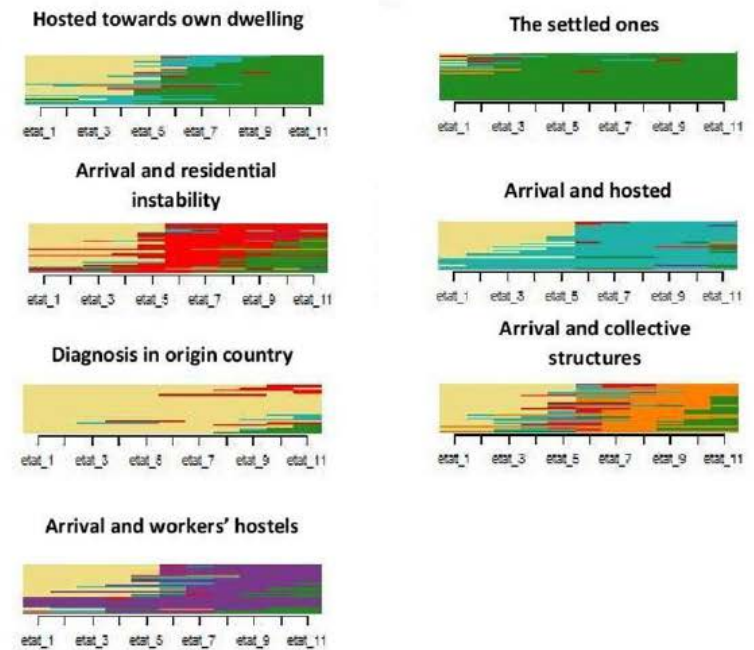 Hosted towards own dwelling
etat_1 etat_3 etat_5 etat_7 etat_9 etat_11
The settled ones
etat_1 etat_3 etat_5 etat_7 etat_9 etat_11
Arrival and residential
instability
etat_1 etat_3 etat_5 etat_7 etat_9 etat_11
Arrival and hosted
etat_1 etat_3 etat_5 etat_7 etat_9 etat_11
Diagnosis in origin country
etat_1 etat_3 etat_5 etat_7 etat_9 etat_11
Arrival and collective
structures
etat_1 etat_3 etat_5 etat_7 etat_9 etat_11
Arrival and workers’ hostels
etat_1 etat_3 etat_5 etat_7 etat_9 etat_11